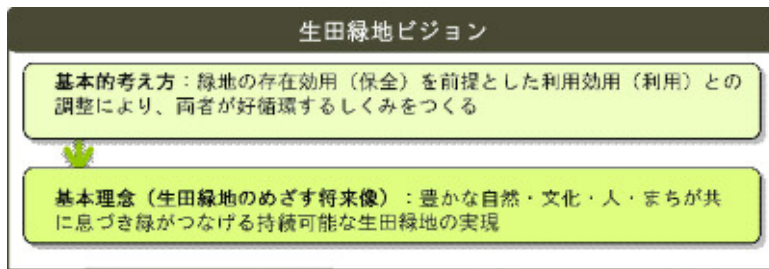 生田緑地ビジョン
基本的考え方：緑地の存在効用（保全）を前提とした利用効用（利用）との
調整により、両者が好循環するしくみをつくる
基本理念（生田緑地のめざす将来像）：豊かな自然・文化・人・まちが共
に息づき緑がつなげる持続可能な生田緑地の実現